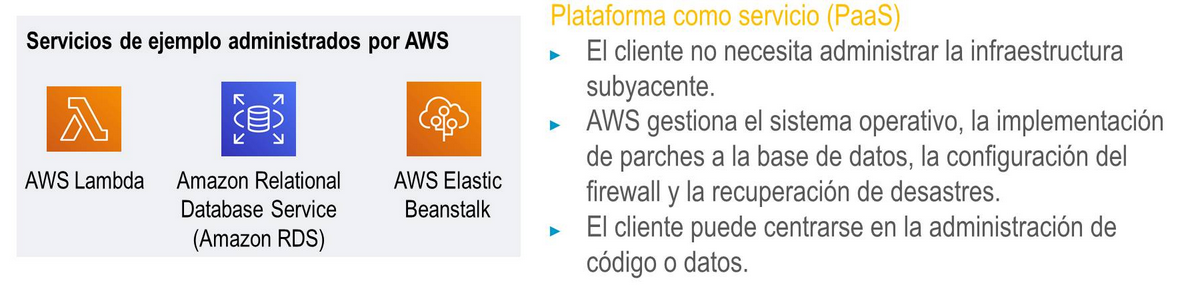 Servicios de ejemplo administrados por AWS
AWS Lambda
Amazon Relational
Database Service
(Amazon RDS)
AWS Elastic
Beanstalk
Plataforma como servicio (PaaS)
► El cliente no necesita administrar la infraestructura
subyacente.
► AWS gestiona el sistema operativo, la implementación
de parches a la base de datos, la configuración del
firewall y la recuperación de desastres.
► El cliente puede centrarse en la administración de
código o datos.